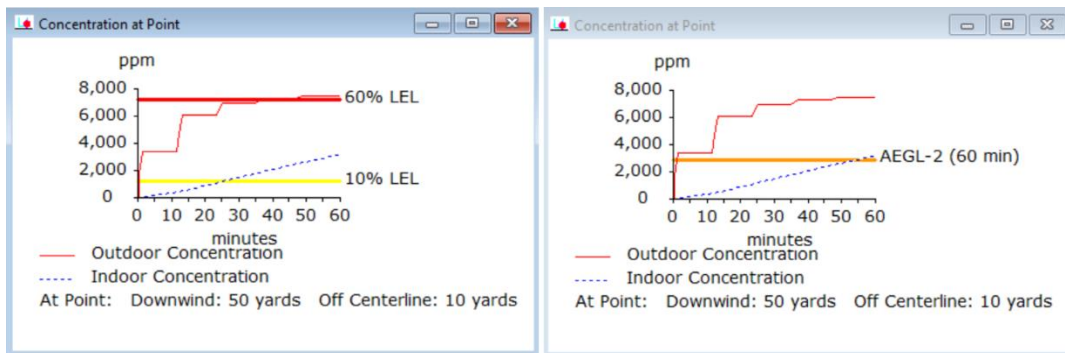 Concentration at Point
ppm
8,000
6,000
4,000
2,000
0
60% LEL
10% LEL
0 10 20 30 40 50 60
minutes
Outdoor Concentration
Indoor Concentration
At Point: Downwind: 50 yards Off Centerline: 10 yards
Concentration at Point
ppm
8,000
6,000
4,000
2,000
0
AEGL-2 (60 min)
0 10 20 30 40 50 60
minutes
Outdoor Concentration
Indoor Concentration
At Point: Downwind: 50 yards Off Centerline: 10 yards